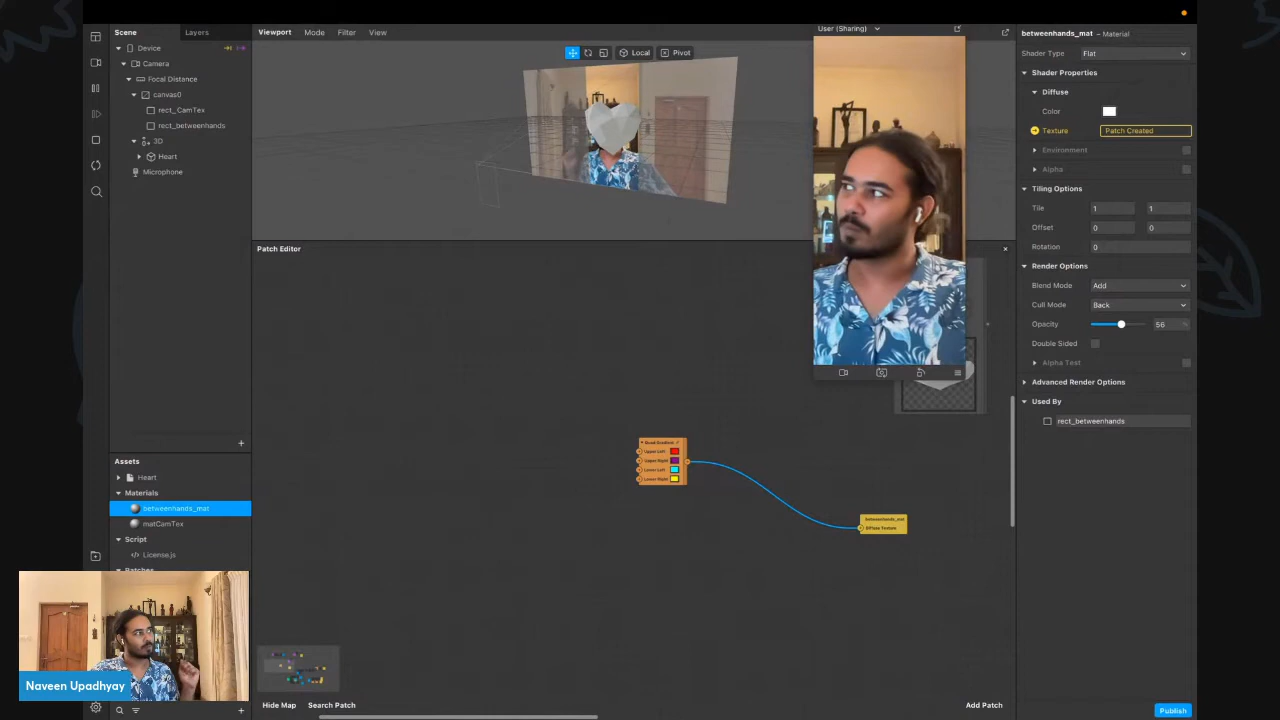 Scene
Layers
Device
Camera
Focal Distance
canvas0
rect_CamTex
rect_betweenhands
3D
Heart
Microphone
Assets
Heart
Materials
betweenhands_mat
matCamTex
Script
License.js
Patches
Naveen Upadhyay
Viewport
Mode
Filter
View
Local
Pivot
User (Sharing)
Patch Editor
Quad Gradient
Upper Left
Upper Right
Lower Left
Lower Right
betweenhands_mat
Diffuse Texture
Hide Map
Search Patch
Add Patch
betweenhands_mat – Material
Shader Type
Flat
Shader Properties
Diffuse
Color
Texture
Patch Created
Environment
Alpha
Tiling Options
Tile
1
1
Offset
0
0
Rotation
0
Render Options
Blend Mode
Add
Cull Mode
Back
Opacity
56
%
Double Sided
Alpha Test
Advanced Render Options
Used By
rect_betweenhands
Publish